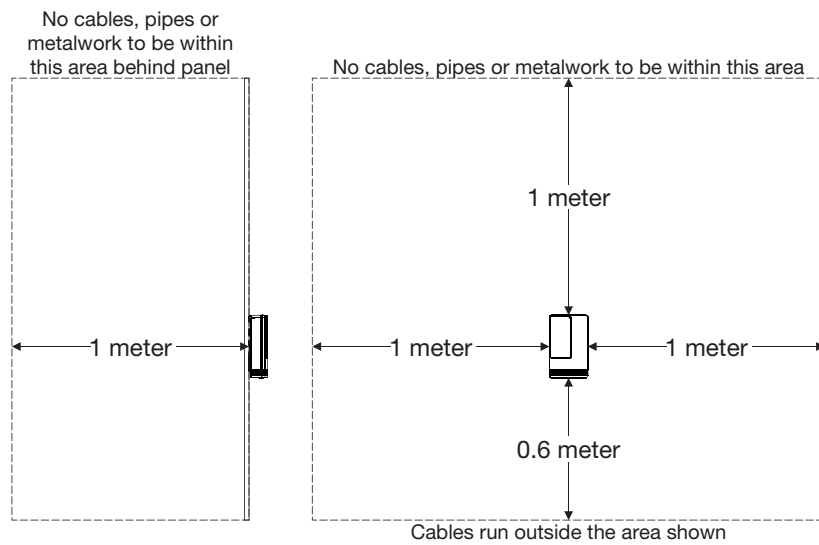 No cables, pipes or
metalwork to be within
this area behind panel
No cables, pipes or metalwork to be within this area
1 meter
1 meter
1 meter
1 meter
0.6 meter
Cables run outside the area shown